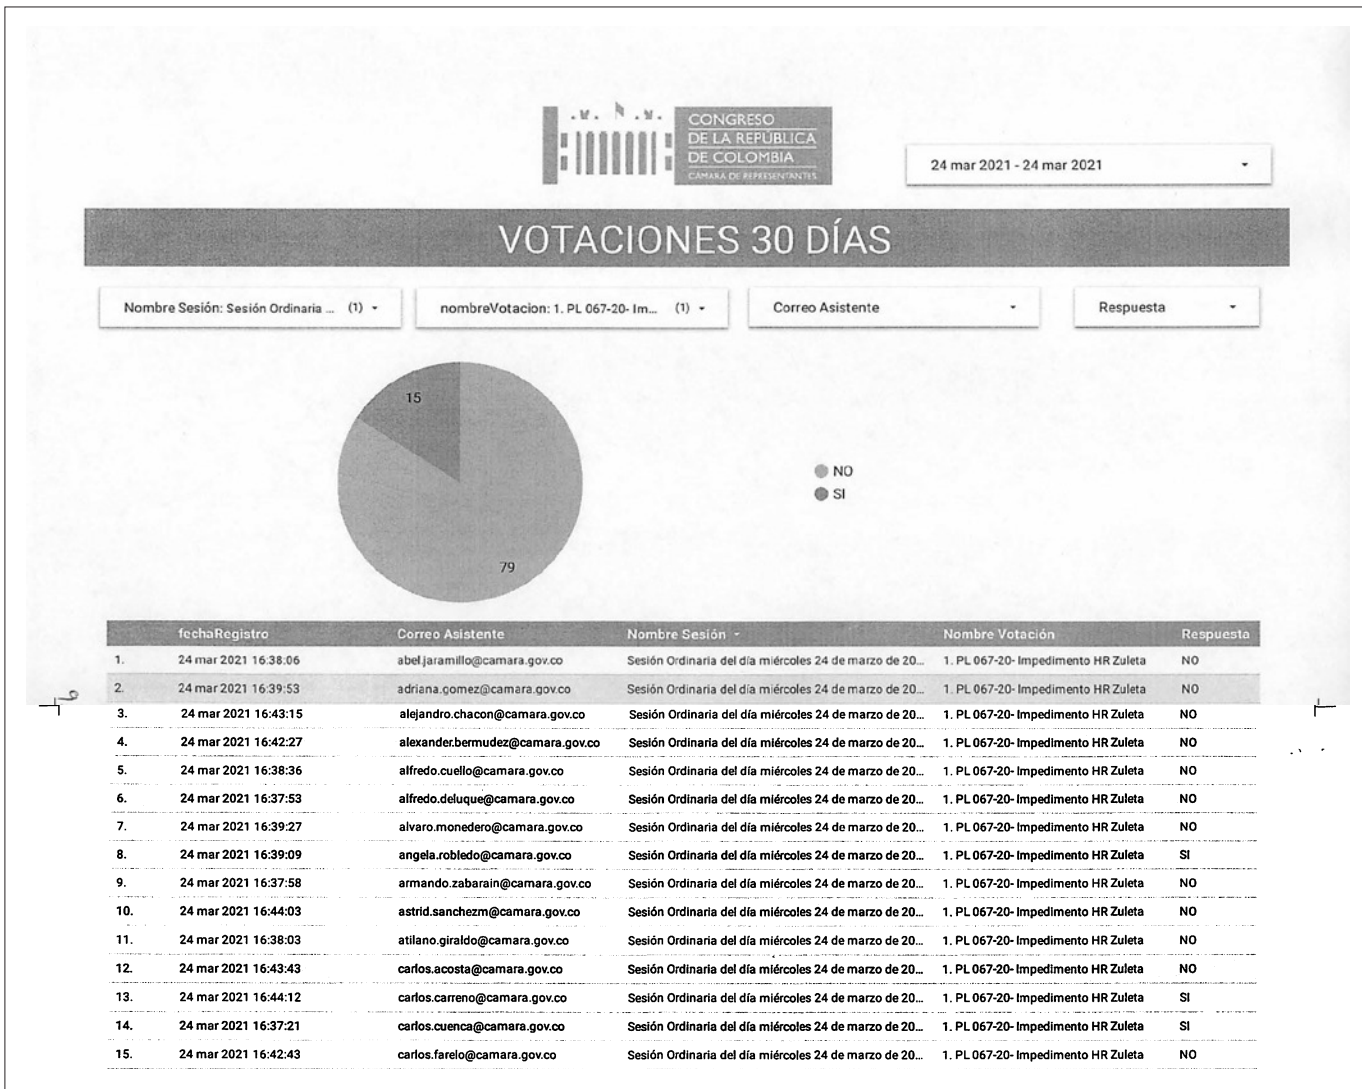 CONGRESO
DE LA REPÚBLICA
DE COLOMBIA
CÁMARA DE REPRESENTANTES
24 mar 2021 - 24 mar 2021
VOTACIONES 30 DÍAS
Nombre Sesión: Sesión Ordinaria ... (1)
nombreVotacion: 1. PL 067-20- Im... (1)
Correo Asistente
Respuesta
15
79
NO
SI
fechaRegistro Correo Asistente Nombre Sesión Nombre Votación Respuesta
1. 24 mar 2021 16:38:06 abel.jaramillo@camara.gov.co Sesión Ordinaria del día miércoles 24 de marzo de 20... 1. PL 067-20- Impedimento HR Zuleta NO
2. 24 mar 2021 16:39:53 adriana.gomez@camara.gov.co Sesión Ordinaria del día miércoles 24 de marzo de 20... 1. PL 067-20- Impedimento HR Zuleta NO
3. 24 mar 2021 16:43:15 alejandro.chacon@camara.gov.co Sesión Ordinaria del día miércoles 24 de marzo de 20... 1. PL 067-20- Impedimento HR Zuleta NO
4. 24 mar 2021 16:42:27 alexander.bermudez@camara.gov.co Sesión Ordinaria del día miércoles 24 de marzo de 20... 1. PL 067-20- Impedimento HR Zuleta NO
5. 24 mar 2021 16:38:36 alfredo.cuello@camara.gov.co Sesión Ordinaria del día miércoles 24 de marzo de 20... 1. PL 067-20- Impedimento HR Zuleta NO
6. 24 mar 2021 16:37:53 alfredo.deluque@camara.gov.co Sesión Ordinaria del día miércoles 24 de marzo de 20... 1. PL 067-20- Impedimento HR Zuleta NO
7. 24 mar 2021 16:39:27 alvaro.monedero@camara.gov.co Sesión Ordinaria del día miércoles 24 de marzo de 20... 1. PL 067-20- Impedimento HR Zuleta NO
8. 24 mar 2021 16:39:09 angela.robledo@camara.gov.co Sesión Ordinaria del día miércoles 24 de marzo de 20... 1. PL 067-20- Impedimento HR Zuleta SI
9. 24 mar 2021 16:37:58 armando.zabarain@camara.gov.co Sesión Ordinaria del día miércoles 24 de marzo de 20... 1. PL 067-20- Impedimento HR Zuleta NO
10. 24 mar 2021 16:44:03 astrid.sanchezm@camara.gov.co Sesión Ordinaria del día miércoles 24 de marzo de 20... 1. PL 067-20- Impedimento HR Zuleta NO
11. 24 mar 2021 16:38:03 atilano.giraldo@camara.gov.co Sesión Ordinaria del día miércoles 24 de marzo de 20... 1. PL 067-20- Impedimento HR Zuleta NO
12. 24 mar 2021 16:43:43 carlos.acosta@camara.gov.co Sesión Ordinaria del día miércoles 24 de marzo de 20... 1. PL 067-20- Impedimento HR Zuleta NO
13. 24 mar 2021 16:44:12 carlos.carreno@camara.gov.co Sesión Ordinaria del día miércoles 24 de marzo de 20... 1. PL 067-20- Impedimento HR Zuleta SI
14. 24 mar 2021 16:37:21 carlos.cuenca@camara.gov.co Sesión Ordinaria del día miércoles 24 de marzo de 20... 1. PL 067-20- Impedimento HR Zuleta SI
15. 24 mar 2021 16:42:43 carlos.farelo@camara.gov.co Sesión Ordinaria del día miércoles 24 de marzo de 20... 1. PL 067-20- Impedimento HR Zuleta NO